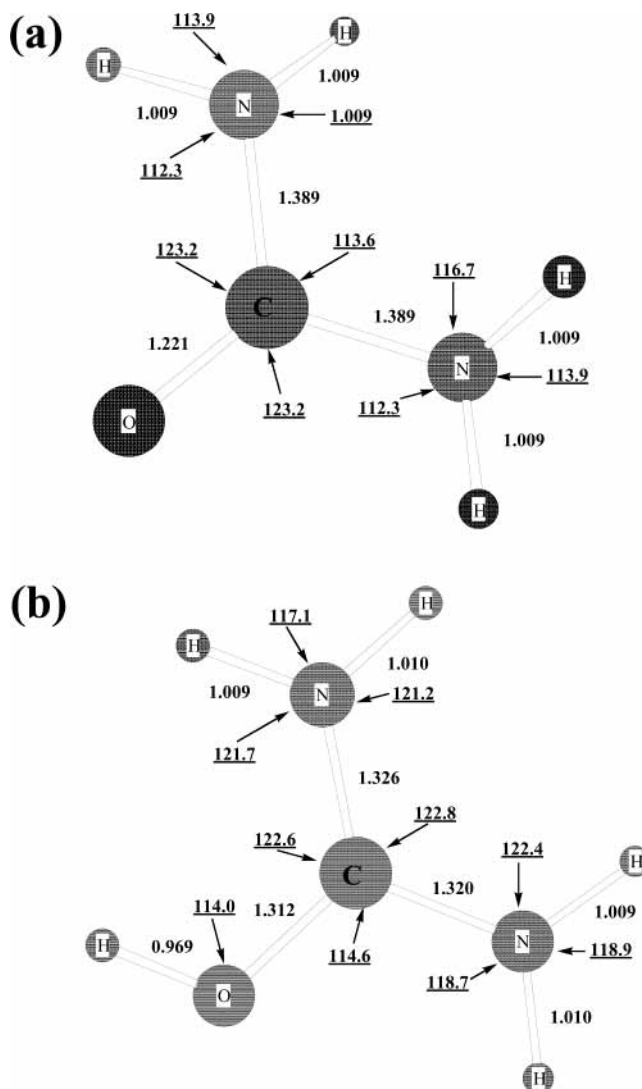 (a)
113.9
H
H
1.009
N
1.009
1.009
112.3
1.389
123.2
113.6
116.7
H
C
1.389
1.221
1.009
N
123.2
112.3
113.9
O
1.009
H
(b)
117.1
H
H
1.010
1.009
N
121.2
121.7
1.326
122.6
122.8
C
122.4
114.0
1.312
1.320
H
1.009
H
0.969
114.6
N
118.9
118.7
O
1.010
H